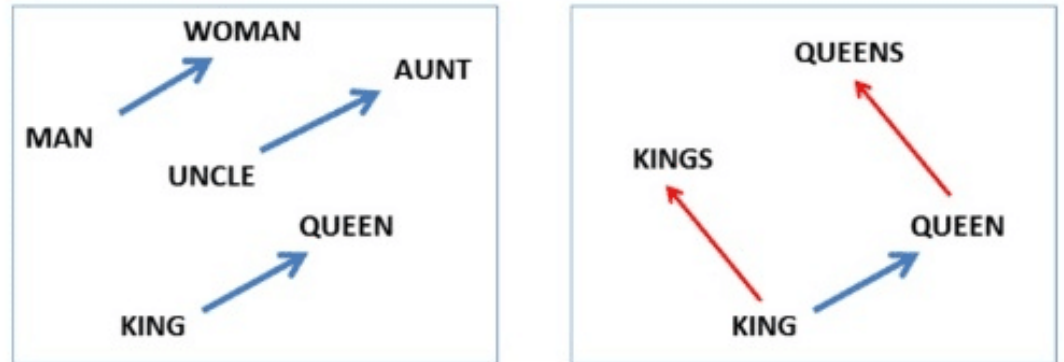 WOMAN
AUNT
MAN
UNCLE
QUEEN
KING
QUEENS
KINGS
QUEEN
KING